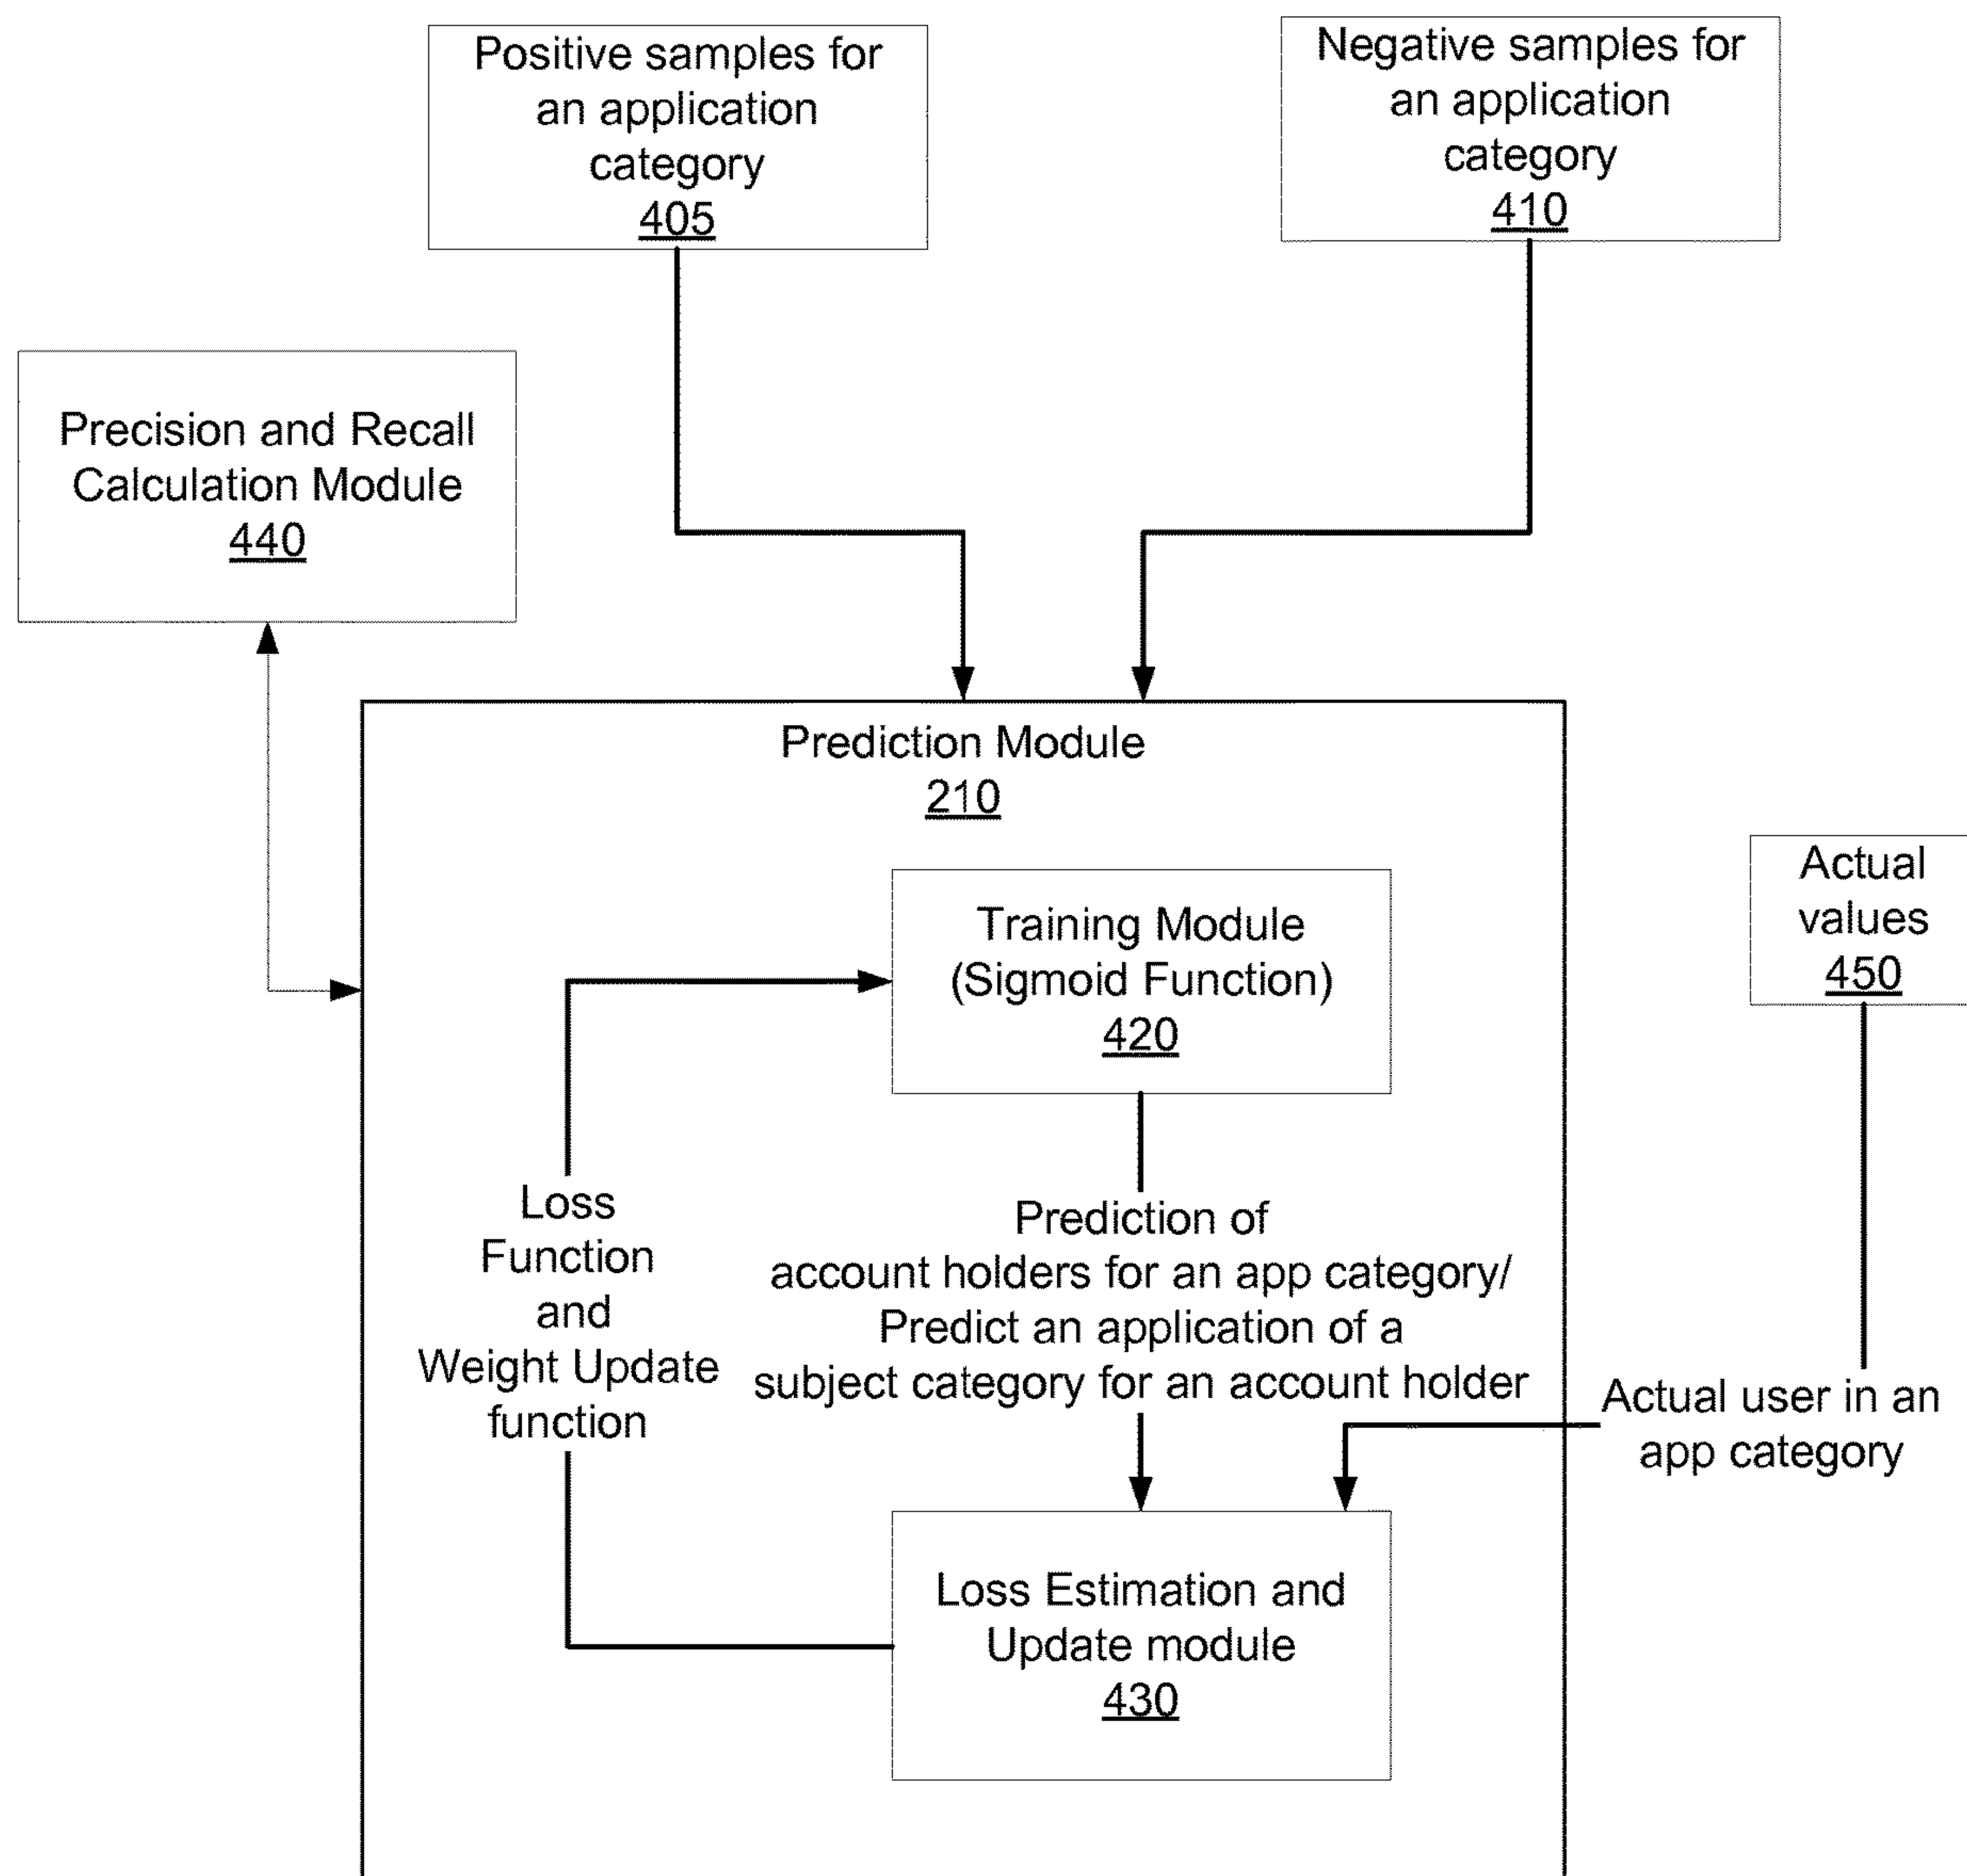 Positive samples for
an application
category
405
Negative samples for
an application
category
410
Precision and Recall
Calculation Module
440
Prediction Module
210
Training Module
(Sigmoid Function)
420
Actual
values
450
Loss
Function
and
Weight Update
function
Prediction of
account holders for an app category/
Predict an application of a
subject category for an account holder
Actual user in an
app category
Loss Estimation and
Update module
430